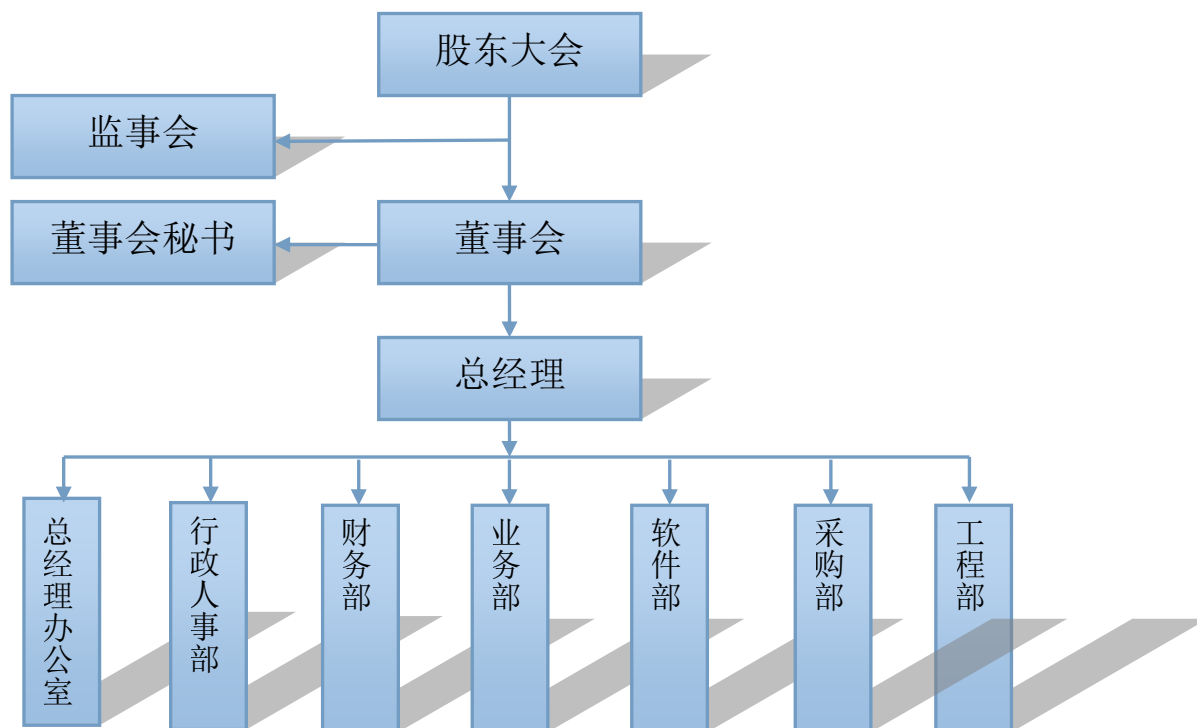 股东大会
监事会
董事会秘书
董事会
总经理
总经理办公室
行政人事部
财务部
业务部
软件部
采购部
工程部